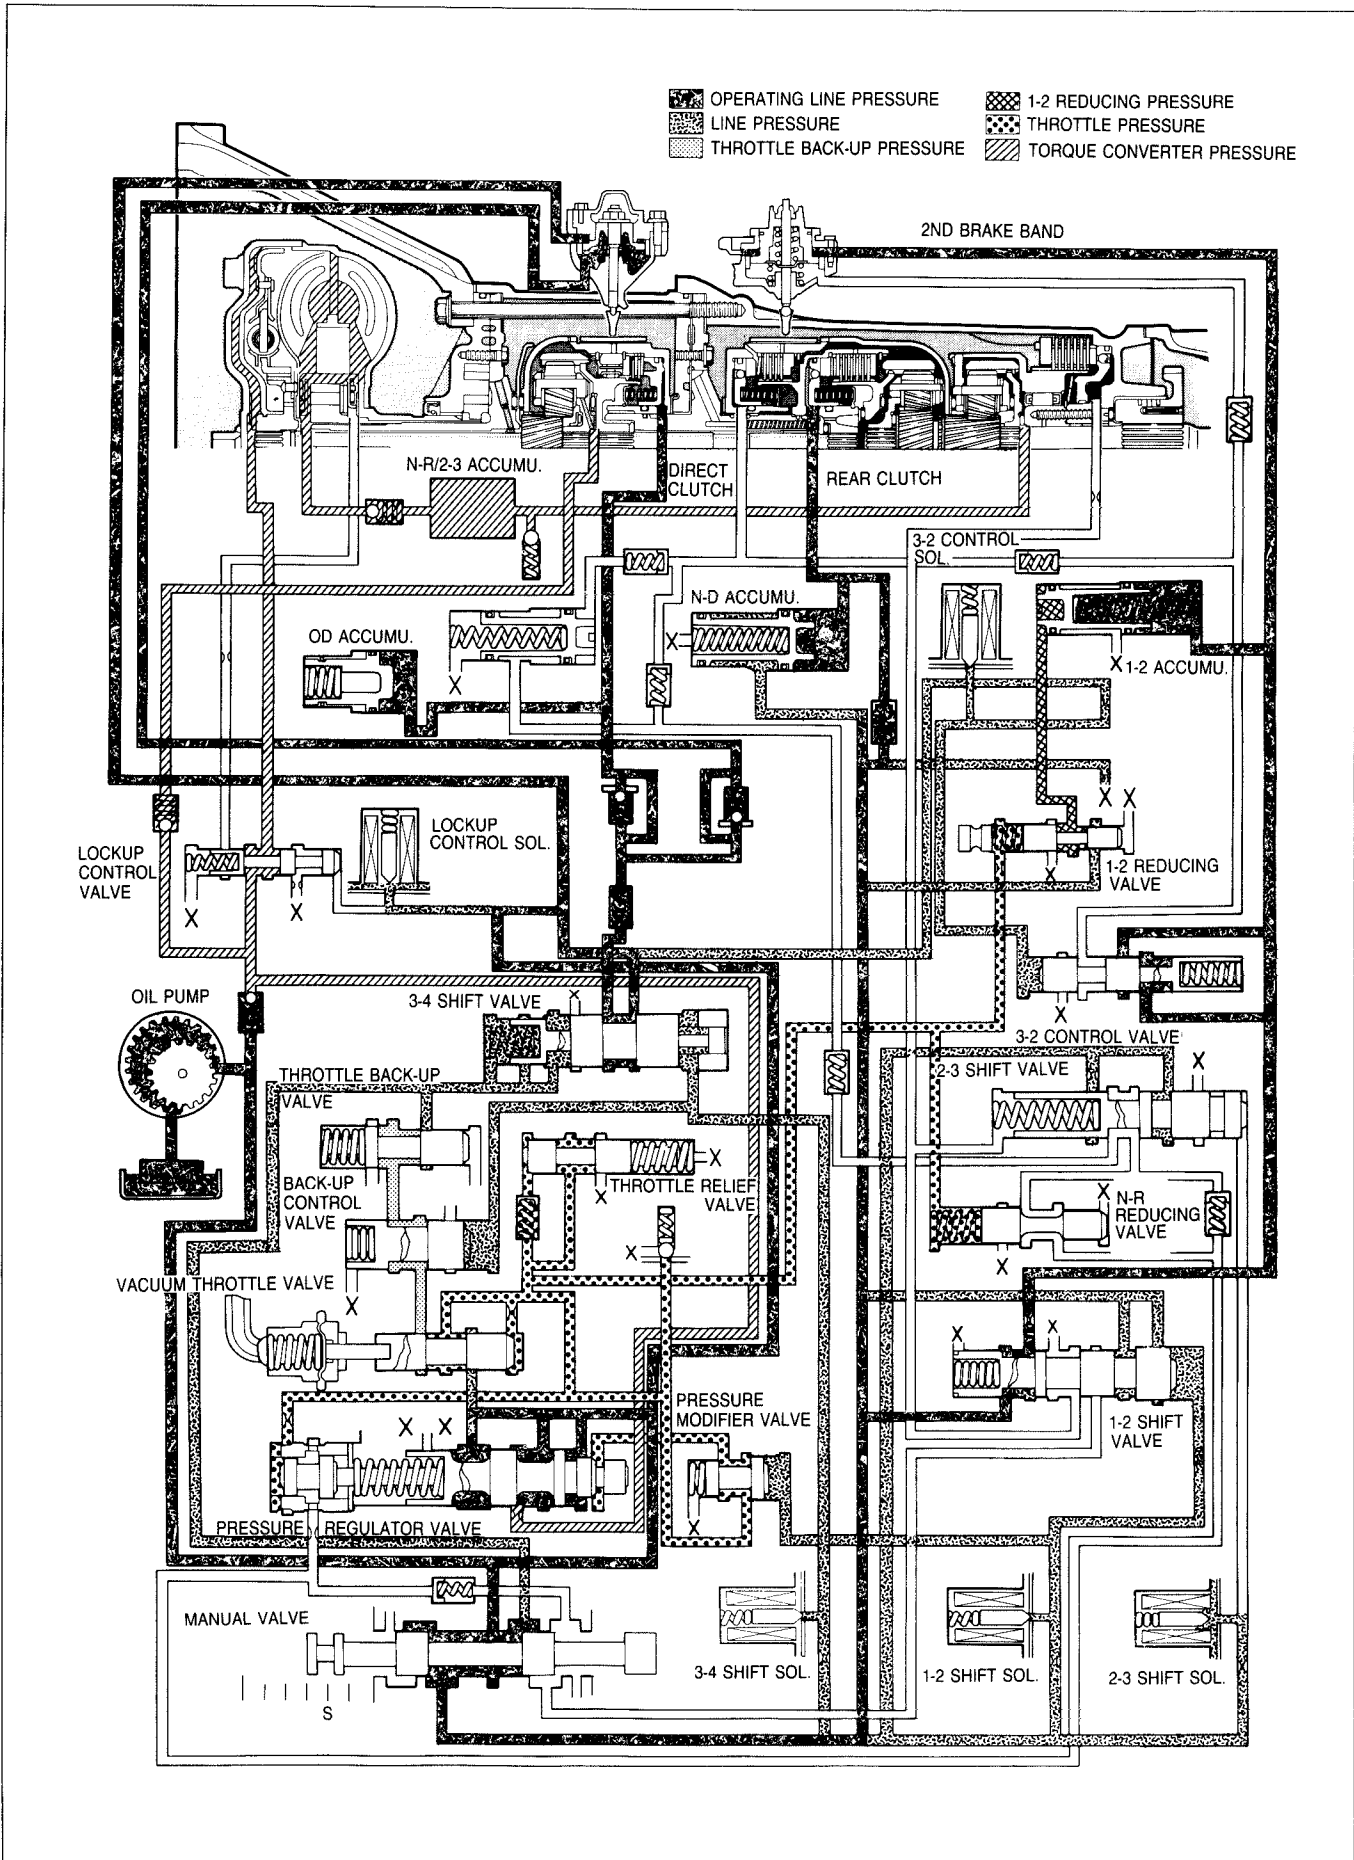 OPERATING LINE PRESSURE
LINE PRESSURE
THROTTLE BACK-UP PRESSURE
1-2 REDUCING PRESSURE
THROTTLE PRESSURE
TORQUE CONVERTER PRESSURE
2ND BRAKE BAND
N-R/2-3 ACCUMU.
DIRECT
CLUTCH
REAR CLUTCH
3-2 CONTROL
SOL.
N-D ACCUMU.
OD ACCUMU.
X
X
X
1-2 ACCUMU.
X
X
LOCKUP
CONTROL SOL.
LOCKUP
CONTROL
VALVE
1-2 REDUCING
VALVE
X
X
X
OIL PUMP
3-4 SHIFT VALVE
X
X
3-2 CONTROL VALVE
2-3 SHIFT VALVE
X
THROTTLE BACK-UP
VALVE
X
THROTTLE RELIEF
VALVE
X
BACK-UP
CONTROL
VALVE
X
N-R
REDUCING
VALVE
X
X
X
VACUUM THROTTLE VALVE
X
X
X
PRESSURE
MODIFIER VALVE
X
X
1-2 SHIFT
VALVE
X
PRESSURE REGULATOR VALVE
MANUAL VALVE
S
3-4 SHIFT SOL.
1-2 SHIFT SOL.
2-3 SHIFT SOL.